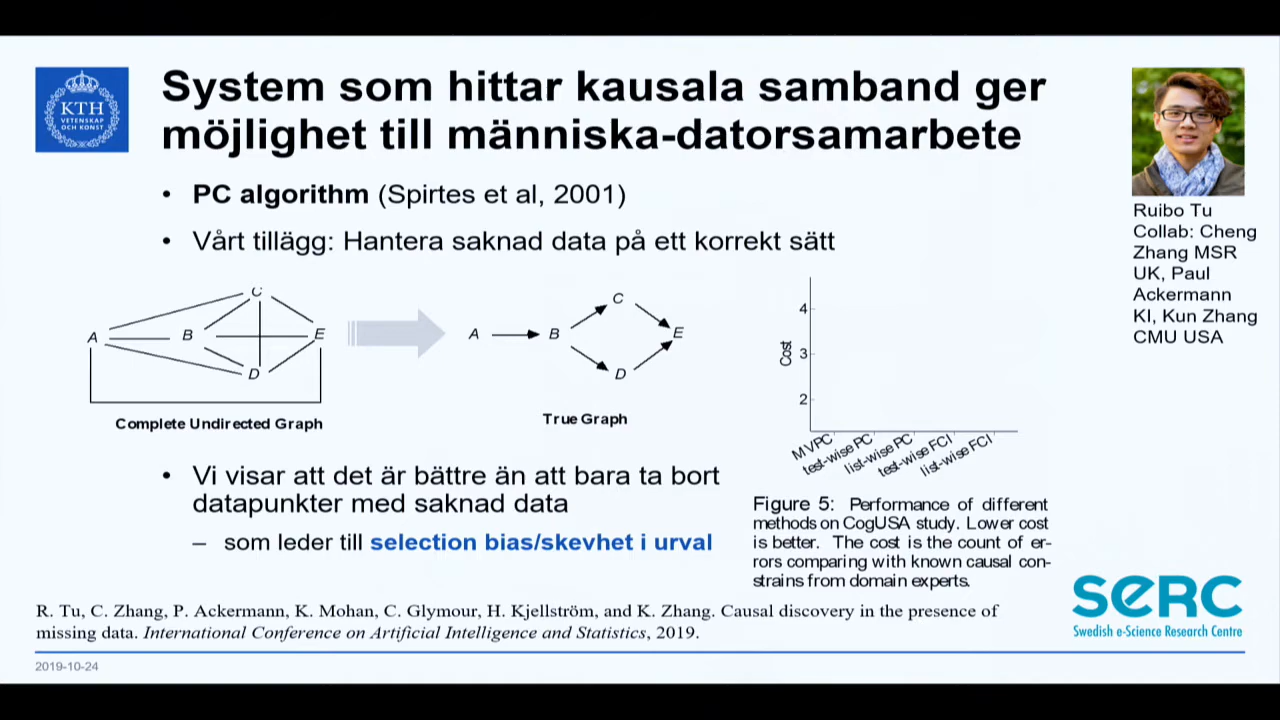 KTH
VETENSKAP
OCH KONST
System som hittar kausala samband ger
möjlighet till människa-datorsamarbete
• PC algorithm (Spirtes et al, 2001)
• Vårt tillägg: Hantera saknad data på ett korrekt sätt
Ruibo Tu
Collab: Cheng
Zhang MSR
UK, Paul
Ackermann
KI, Kun Zhang
CMU USA
C
A
B
E
D
Complete Undirected Graph
C
A
B
E
D
True Graph
4
3
2
Cost
MVPC
test-wise PC
list-wise PC
test-wise FCI
list-wise FCI
• Vi visar att det är bättre än att bara ta bort
datapunkter med saknad data
– som leder till selection bias/skevhet i urval
Figure 5: Performance of different
methods on CogUSA study. Lower cost
is better. The cost is the count of er-
rors comparing with known causal con-
strains from domain experts.
R. Tu, C. Zhang, P. Ackermann, K. Mohan, C. Glymour, H. Kjellström, and K. Zhang. Causal discovery in the presence of
missing data. International Conference on Artificial Intelligence and Statistics, 2019.
SeRC
Swedish e-Science Research Centre
2019-10-24